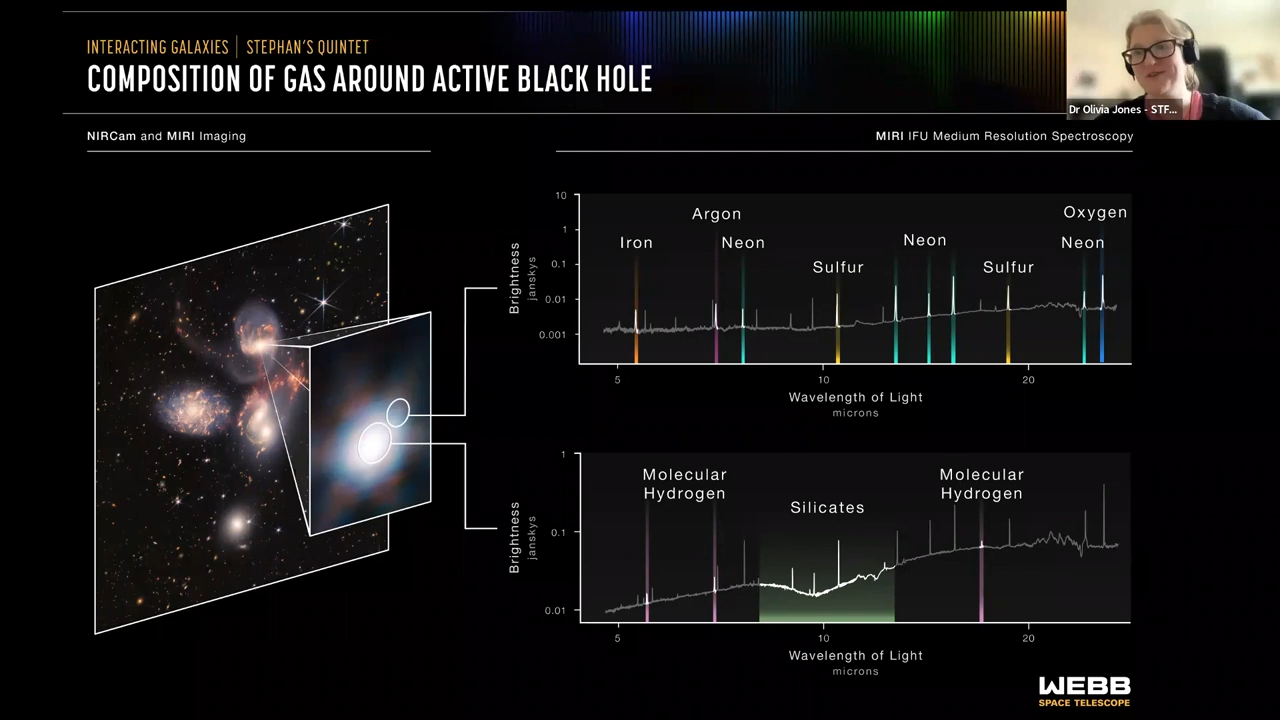 INTERACTING GALAXIES | STEPHAN'S QUINTET
COMPOSITION OF GAS AROUND ACTIVE BLACK HOLE
Dr Olivia Jones - STF...
NIRCam and MIRI Imaging
MIRI IFU Medium Resolution Spectroscopy
Brightness
janskys
10
1
0.1
0.01
0.001
Iron
Argon
Neon
Sulfur
Neon
Sulfur
Oxygen
Neon
5
10
20
Wavelength of Light
microns
Brightness
janskys
1
0.1
0.01
Molecular
Hydrogen
Silicates
Molecular
Hydrogen
5
10
20
Wavelength of Light
microns
WEBB
SPACE TELESCOPE